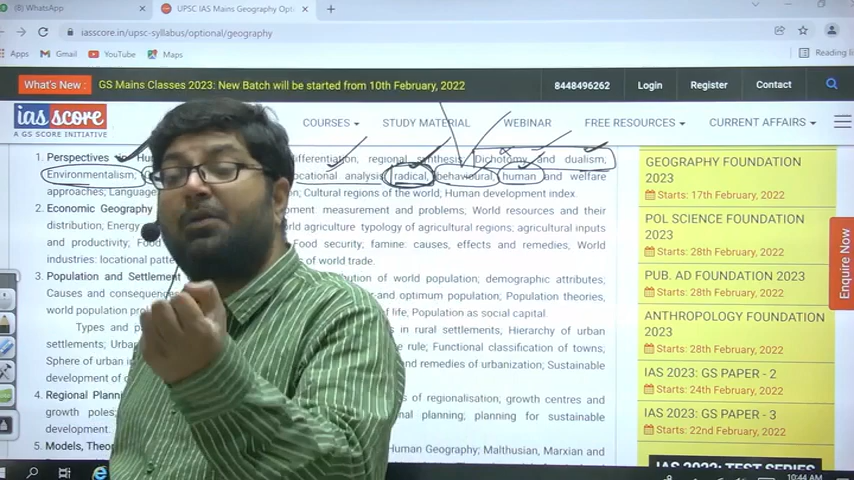 (8) WhatsApp
UPSC IAS Mains Geography Opti
iasscore.in/upsc-syllabus/optional/geography
Apps Gmail YouTube Maps Reading li
What's New : GS Mains Classes 2023: New Batch will be started from 10th February, 2022 8448496262 Login Register Contact
ias score
A GS SCORE INITIATIVE
COURSES STUDY MATERIAL WEBINAR FREE RESOURCES CURRENT AFFAIRS
1. Perspectives in Hum differentiation, regional synthesis, Dichotomy and dualism,
Environmentalism; locational analysis, radical, behavioural, human and welfare
approaches; Language Cultural regions of the world; Human development index.
2. Economic Geography measurement and problems; World resources and their
distribution; Energy world agriculture typology of agricultural regions; agricultural inputs
and productivity; Food Food security; famine: causes, effects and remedies; World
industries: locational patte of world trade.
3. Population and Settlement of world population; demographic attributes;
Causes and consequences and optimum population; Population theories,
world population pro of life, Population as social capital.
Types and p in rural settlements; Hierarchy of urban
settlements; Urban rule; Functional classification of towns;
Sphere of urban and remedies of urbanization; Sustainable
development of
4. Regional Planni of regionalisation; growth centres and
growth poles; planning; planning for sustainable
5. Models, Theor Human Geography; Malthusian, Marxian and
GEOGRAPHY FOUNDATION
2023
Starts: 17th February, 2022
POL SCIENCE FOUNDATION
2023
Starts: 28th February, 2022
PUB. AD FOUNDATION 2023
Starts: 28th February, 2022
ANTHROPOLOGY FOUNDATION
2023
Starts: 28th February, 2022
IAS 2023: GS PAPER - 2
Starts: 24th February, 2022
IAS 2023: GS PAPER - 3
Starts: 22nd February, 2022
IAS 2022: TEST SERIES
Enquire Now
10:44 AM